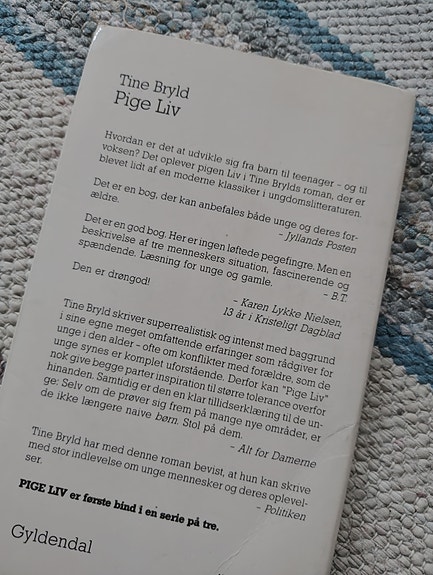 Tine Bryld
Pige Liv
Hvordan er det at udvikle sig fra barn til teenager – og til
voksen? Det oplever pigen Liv i Tine Brylds roman, der er
blevet lidt af en moderne klassiker i ungdomslitteraturen.
Det er en bog, der kan anbefales både unge og deres for-
ældre.
– Jyllands Posten
Det er en god bog. Her er ingen løftede pegefingre. Men en
beskrivelse af tre menneskers situation, fascinerende og
spændende. Læsning for unge og gamle.
– B.T.
Den er drøngod!
– Karen Lykke Nielsen,
13 år i Kristeligt Dagblad
Tine Bryld skriver superrealistisk og intenst med baggrund
i sine egne meget omfattende erfaringer som rådgiver for
unge i den alder – ofte om konflikter med forældre, som de
unge synes er komplet uforstående. Derfor kan "Pige Liv"
nok give begge parter inspiration til større tolerance overfor
hinanden. Samtidig er den en klar tillidserklæring til de un-
ge: Selv om de prøver sig frem på mange nye områder, er
de ikke længere naive børn. Stol på dem.
– Alt for Damerne
Tine Bryld har med denne roman bevist, at hun kan skrive
med stor indlevelse om unge mennesker og deres oplevel-
ser.
– Politiken
PIGE LIV er første bind i en serie på tre.
Gyldendal